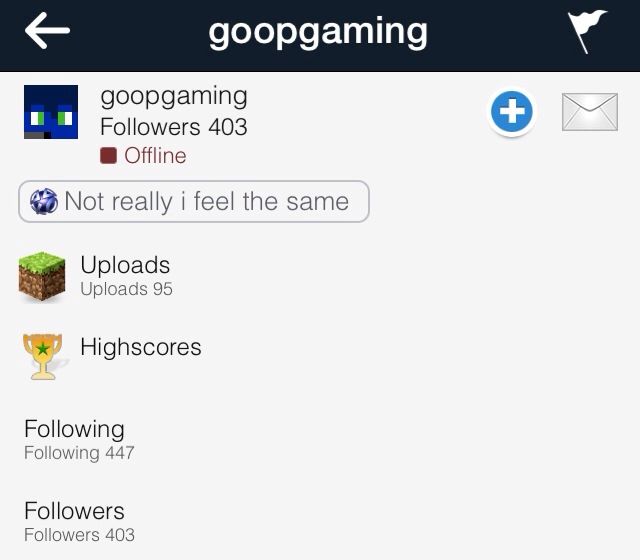 goopgaming
goopgaming
Followers 403
Offline
Not really i feel the same
Uploads
Uploads 95
Highscores
Following
Following 447
Followers
Followers 403